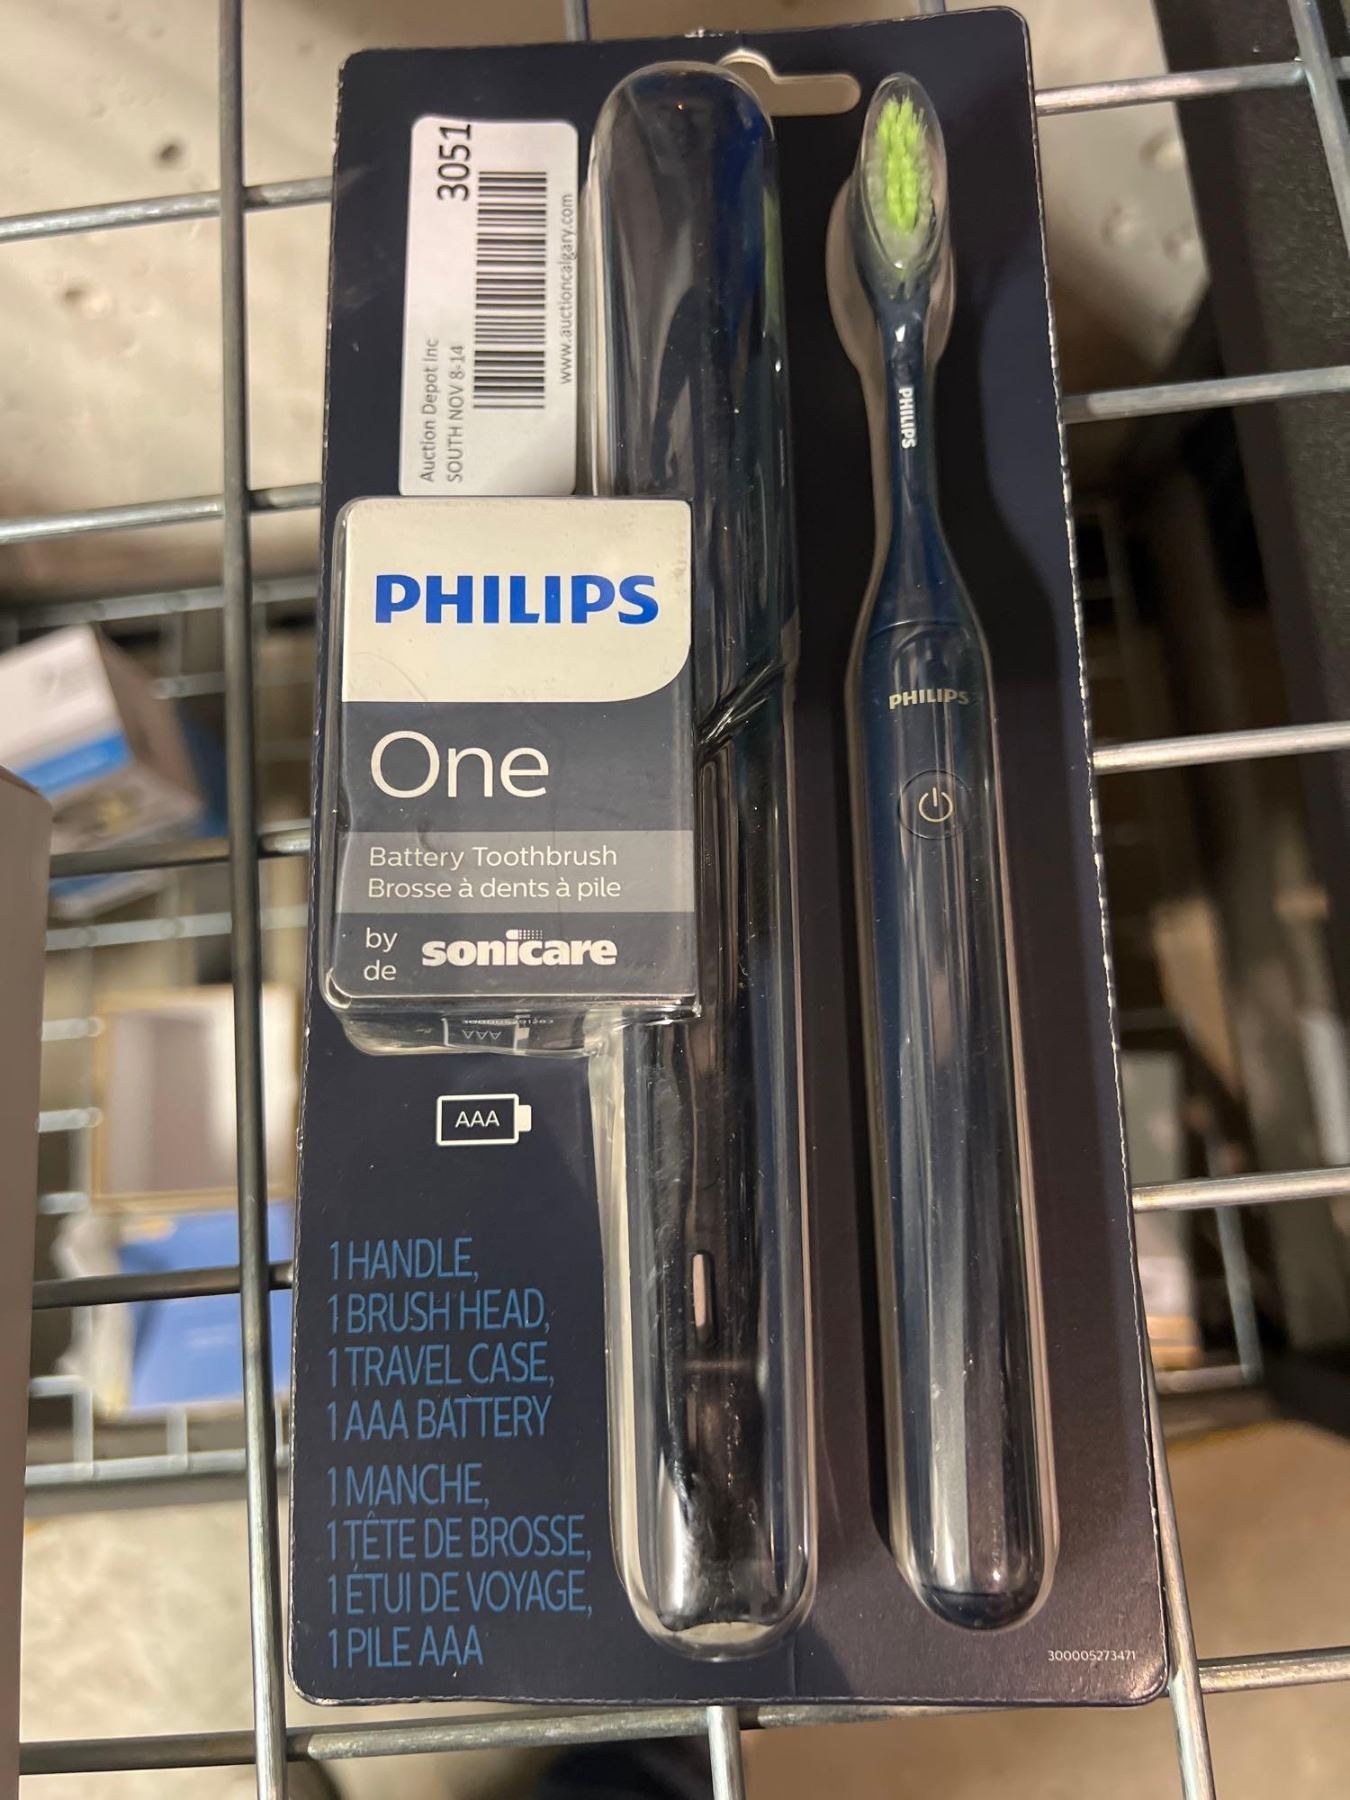 3051
Auction Depot Inc
SOUTH NOV 8-14
www.auctioncalgary.com
PHILIPS
One
Battery Toothbrush
Brosse à dents à pile
by
de
sonicare
AAA
AAA
1 HANDLE,
1 BRUSH HEAD,
1 TRAVEL CASE,
1 AAA BATTERY
1 MANCHE,
1 TÊTE DE BROSSE,
1 ÉTUI DE VOYAGE,
1 PILE AAA
PHILIPS
PHILIPS
300005273471